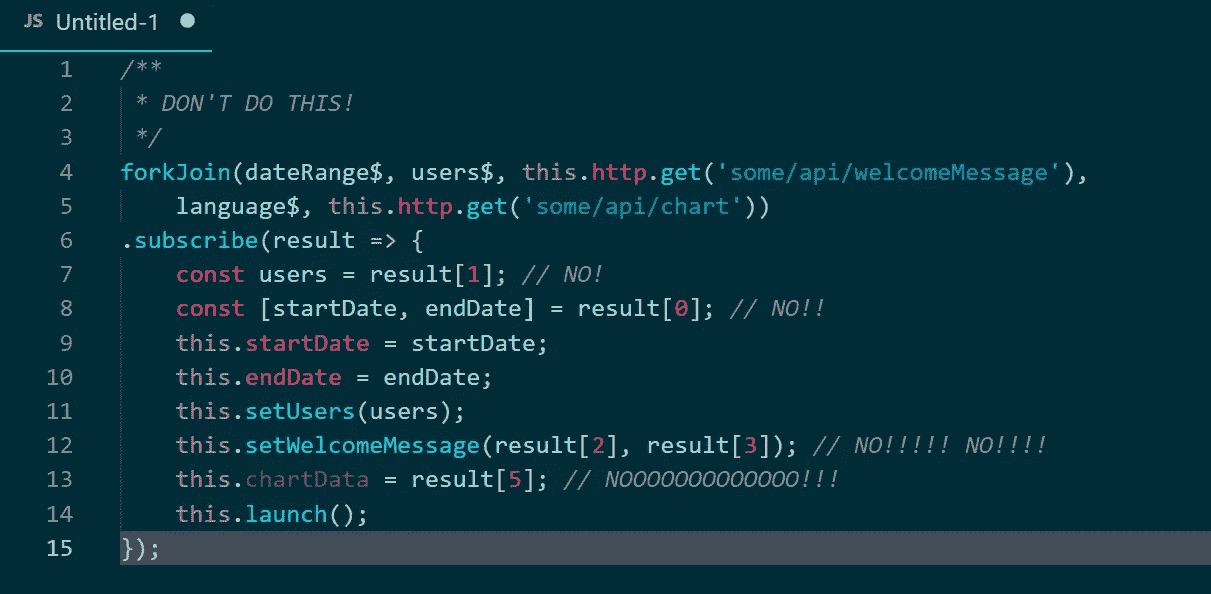 JS Untitled-1
1 /**
2 * DON'T DO THIS!
3 */
4 forkJoin(dateRange$, users$, this.http.get('some/api/welcomeMessage'),
5 language$, this.http.get('some/api/chart'))
6 .subscribe(result => {
7 const users = result[1]; // NO!
8 const [startDate, endDate] = result[0]; // NO!!
9 this.startDate = startDate;
10 this.endDate = endDate;
11 this.setUsers(users);
12 this.setWelcomeMessage(result[2], result[3]); // NO!!!!! NO!!!!
13 this.chartData = result[5]; // NOOOOOOOOOOOOO!!!
14 this.launch();
15 });